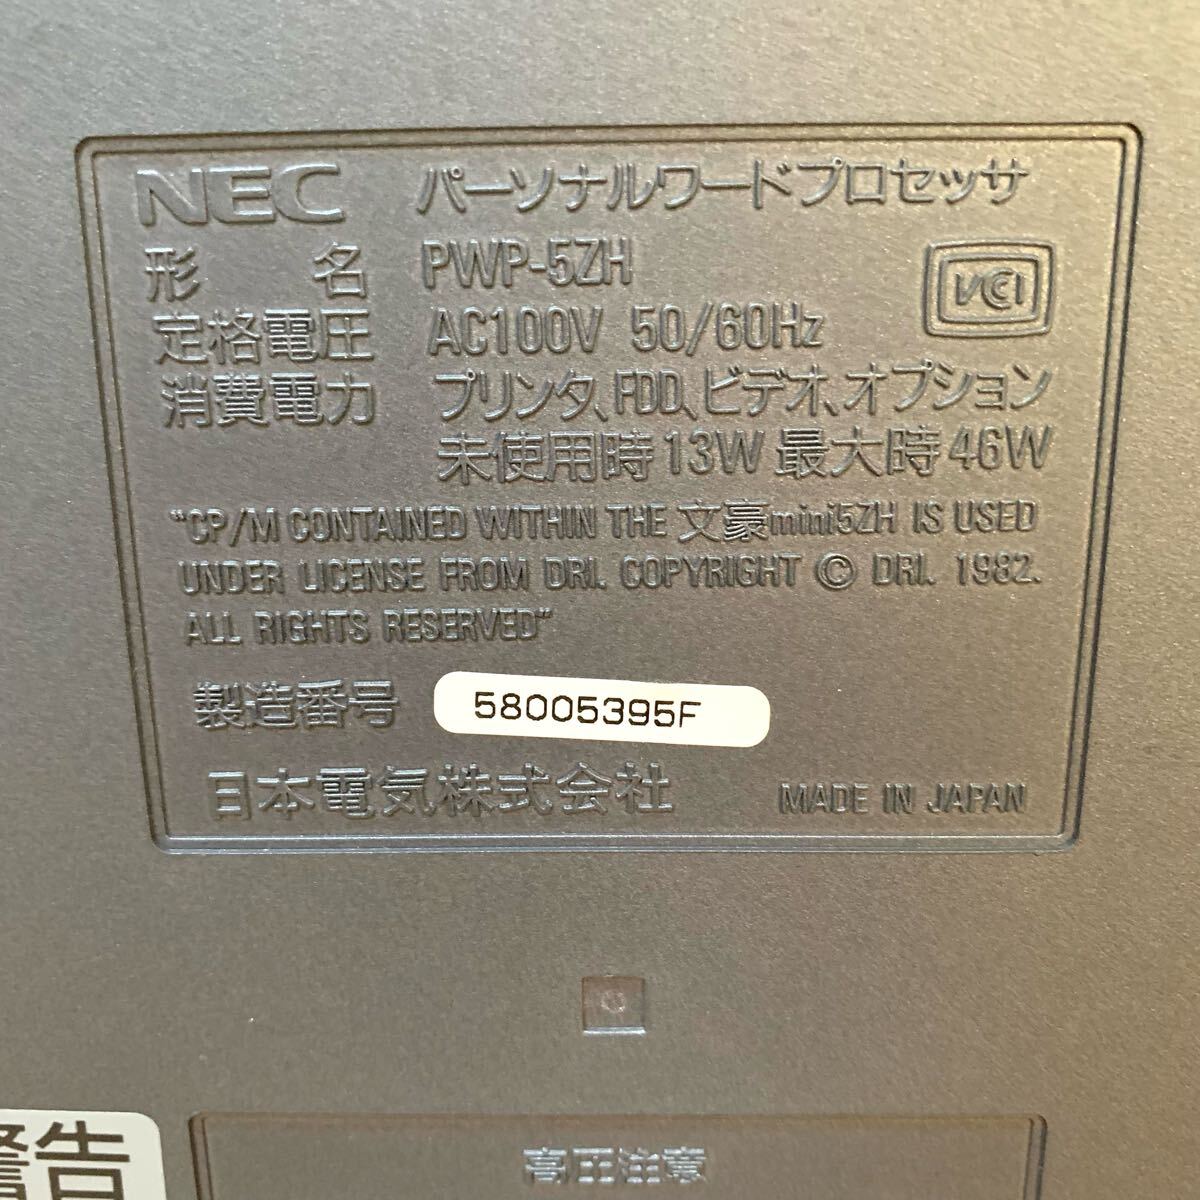 NEC パーソナルワードプロセッサ
形 名 PWP-5ZH
VCCI
定格電圧 AC100V 50/60Hz
消費電力 プリンタ、FDD、ビデオ、オプション
未使用時13W 最大時46W
"CP/M CONTAINED WITHIN THE 文豪mini5ZH IS USED
UNDER LICENSE FROM DRI. COPYRIGHT © DRI. 1982.
ALL RIGHTS RESERVED"
製造番号 58005395F
日本電気株式会社 MADE IN JAPAN
警告
高圧注意